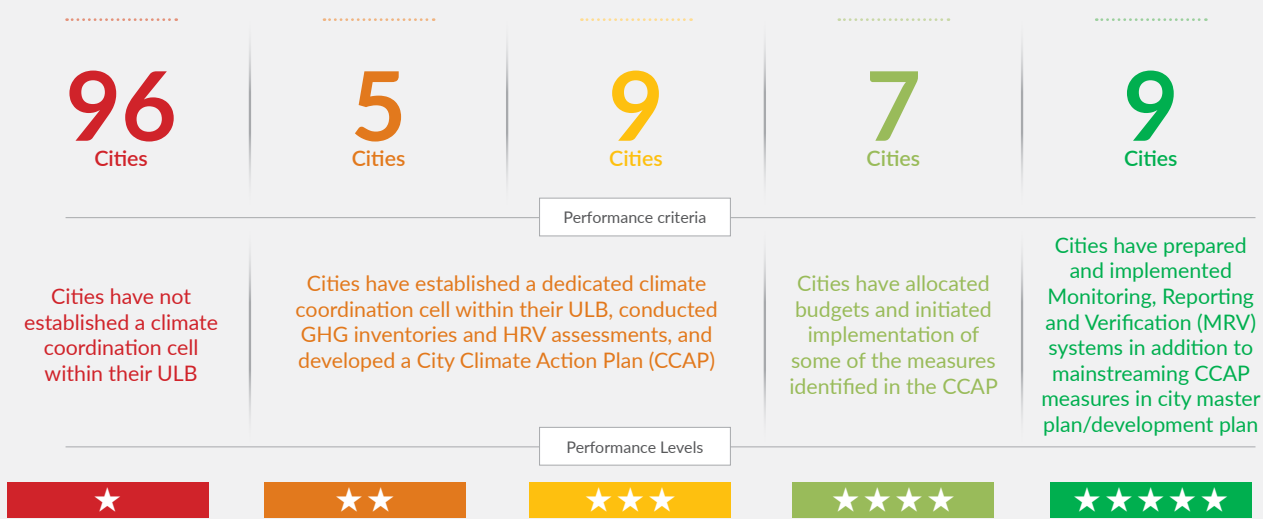 96
Cities
5
Cities
9
Cities
7
Cities
9
Cities
Performance criteria
Cities have not
established a climate
coordination cell
within their ULB
Cities have established a dedicated climate
coordination cell within their ULB, conducted
GHG inventories and HRV assessments, and
developed a City Climate Action Plan (CCAP)
Cities have allocated
budgets and initiated
implementation of
some of the measures
identified in the CCAP
Cities have prepared
and implemented
Monitoring, Reporting
and Verification (MRV)
systems in addition to
mainstreaming CCAP
measures in city master
plan/development plan
Performance Levels